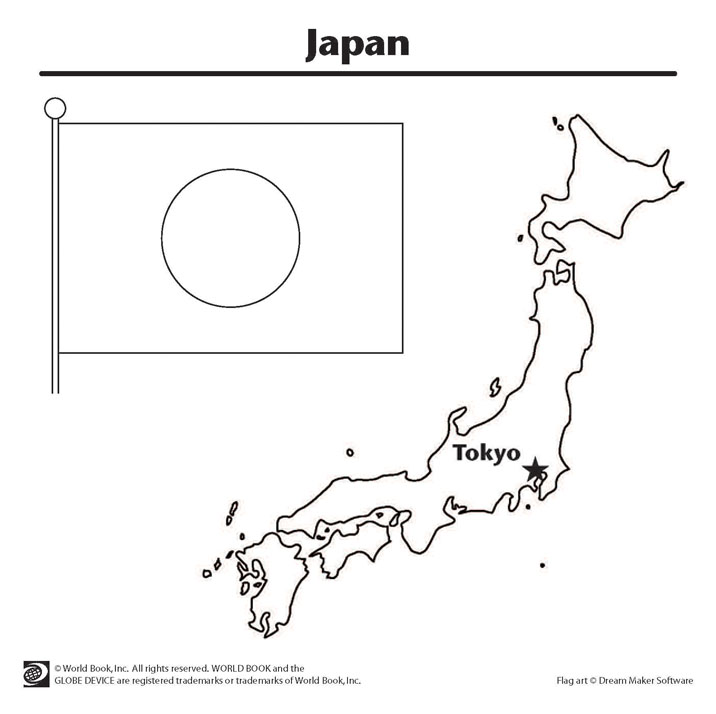 Japan
Tokyo
© World Book, Inc. All rights reserved. WORLD BOOK and the
GLOBE DEVICE are registered trademarks or trademarks of World Book, Inc.
Flag art © Dream Maker Software